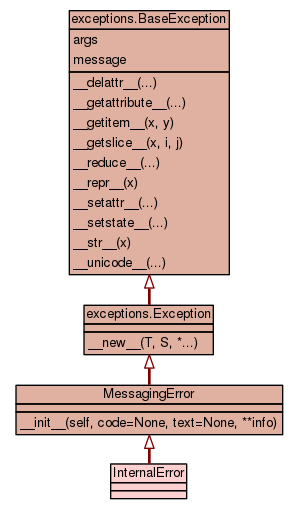 exceptions.BaseException
args
message
__delattr__(...)
__getattribute__(...)
__getitem__(x, y)
__getslice__(x, i, j)
__reduce__(...)
__repr__(x)
__setattr__(...)
__setstate__(...)
__str__(x)
__unicode__(...)
exceptions.Exception
__new__(T, S, *...)
MessagingError
__init__(self, code=None, text=None, **info)
InternalError